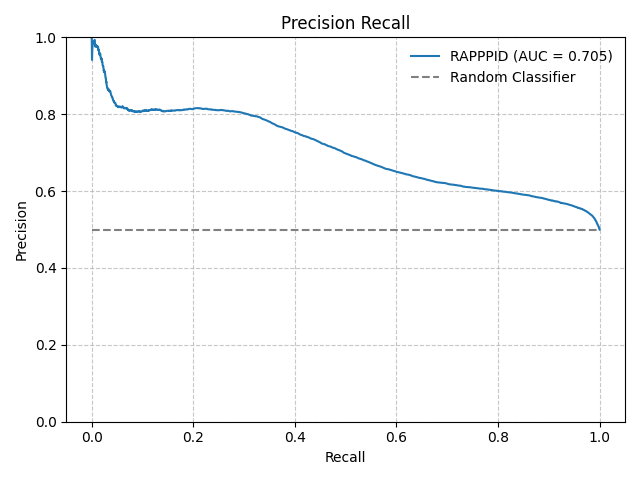 Precision Recall
RAPPPID (AUC = 0.705)
Random Classifier
1.0
0.8
0.6
0.4
0.2
0.0
Precision
0.0 0.2 0.4 0.6 0.8 1.0
Recall